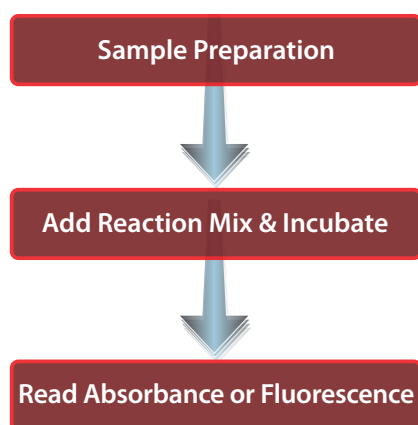 Sample Preparation
Add Reaction Mix & Incubate
Read Absorbance or Fluorescence